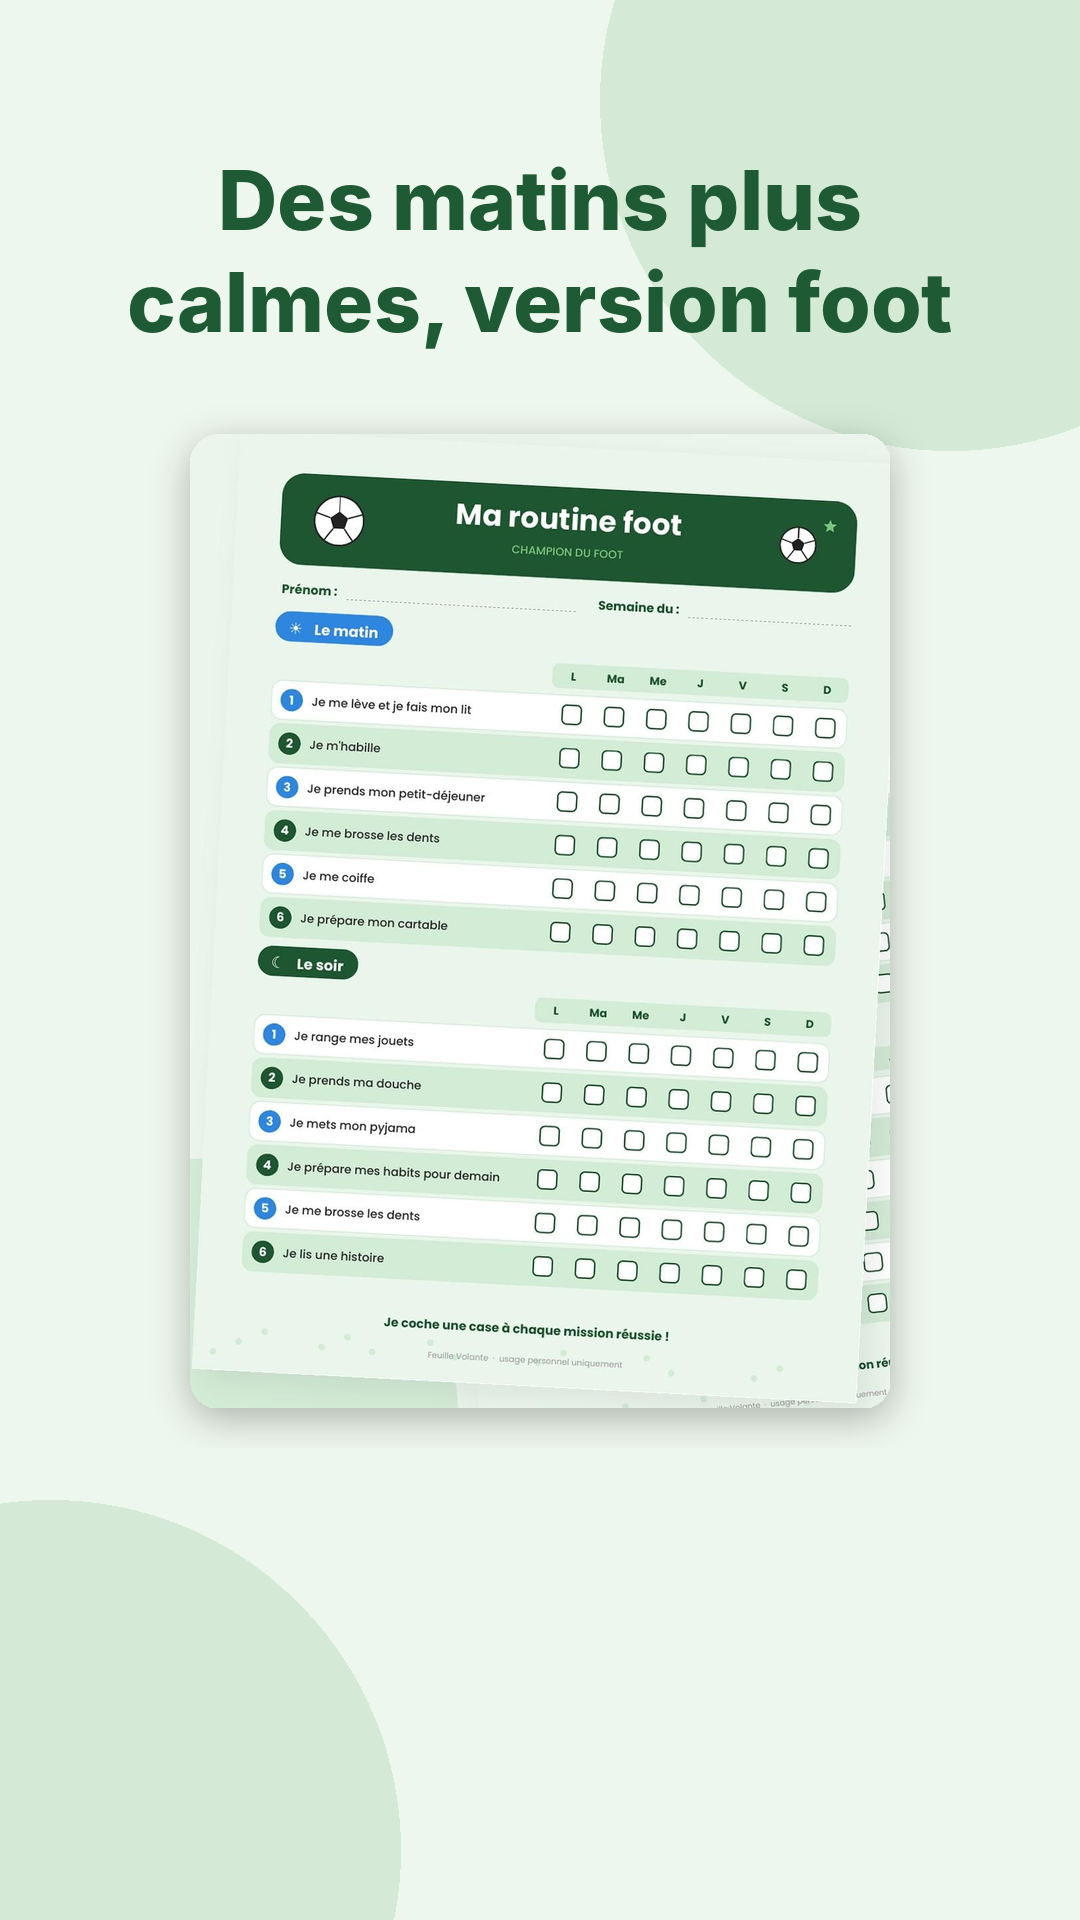 Des matins plus
calmes, version foot
Ma routine foot
CHAMPION DU FOOT
Prénom :
Semaine du :
Le matin
L Ma Me J V S D
1 Je me lève et je fais mon lit
2 Je m'habille
3 Je prends mon petit-déjeuner
4 Je me brosse les dents
5 Je me coiffe
6 Je prépare mon cartable
Le soir
L Ma Me J V S D
1 Je range mes jouets
2 Je prends ma douche
3 Je mets mon pyjama
4 Je prépare mes habits pour demain
5 Je me brosse les dents
6 Je lis une histoire
Je coche une case à chaque mission réussie !
FeuilleVolante · usage personnel uniquement